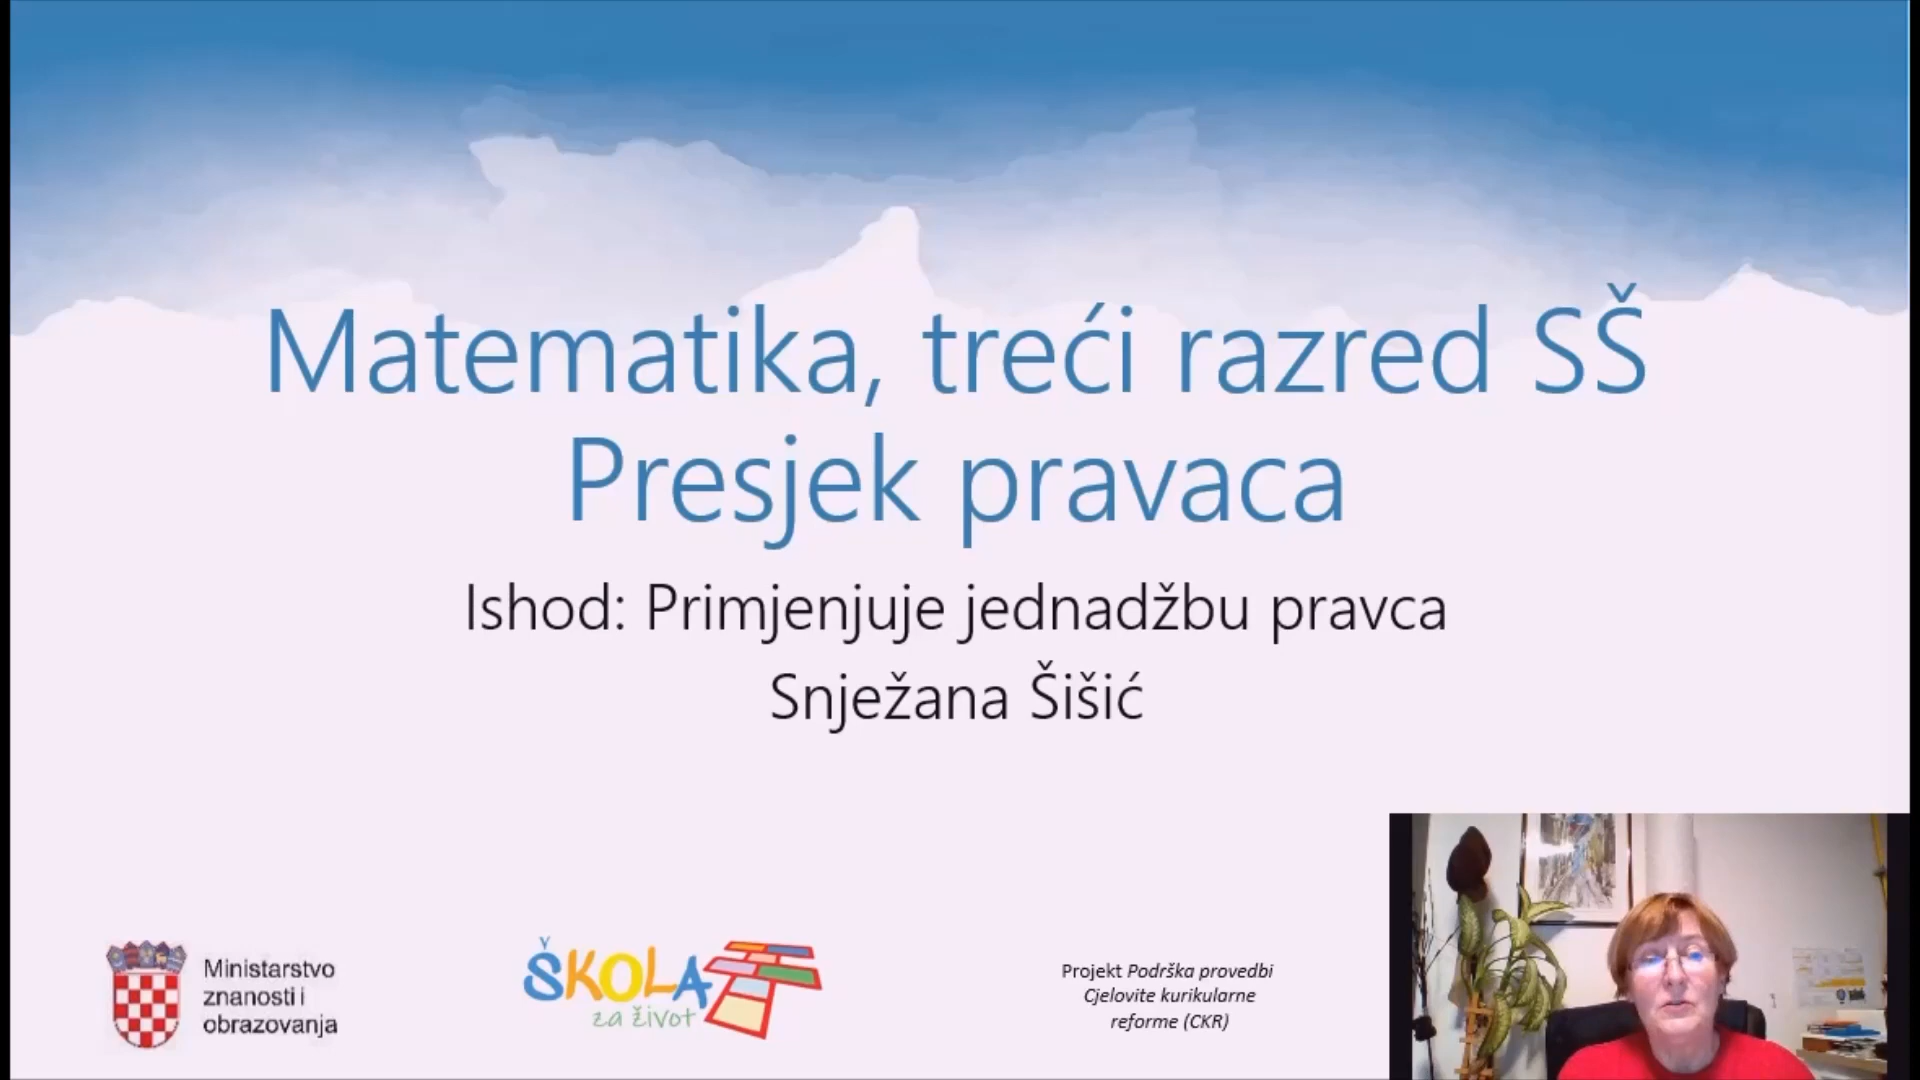 Matematika, treći razred SŠ
Presjek pravaca
Ishod: Primjenjuje jednadžbu pravca
Snježana Šišić
Ministarstvo
znanosti i
obrazovanja
ŠKOLA
za život
Projekt Podrška provedbi
Cjelovite kurikularne
reforme (CKR)